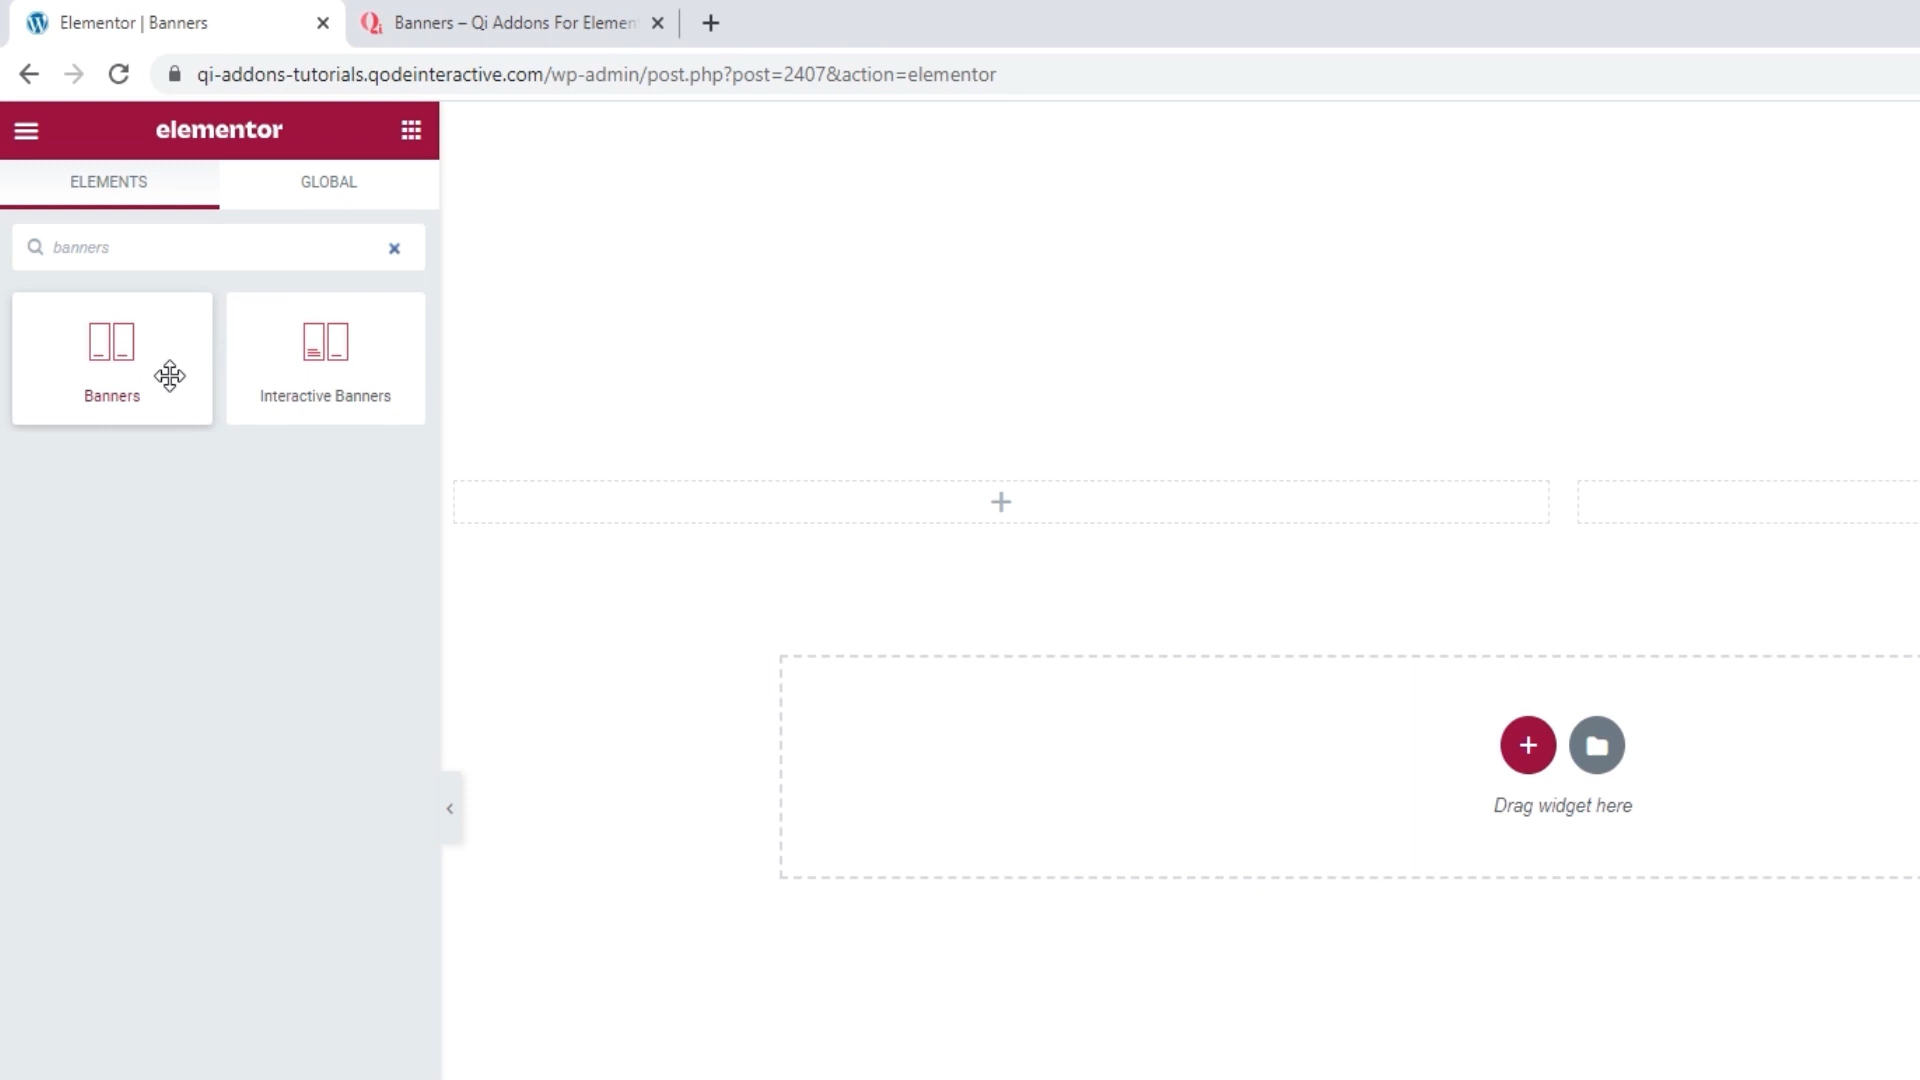 Elementor | Banners
Banners – Qi Addons For Elemen
qi-addons-tutorials.qodeinteractive.com/wp-admin/post.php?post=2407&action=elementor
elementor
ELEMENTS
GLOBAL
banners
Banners
Interactive Banners
Drag widget here